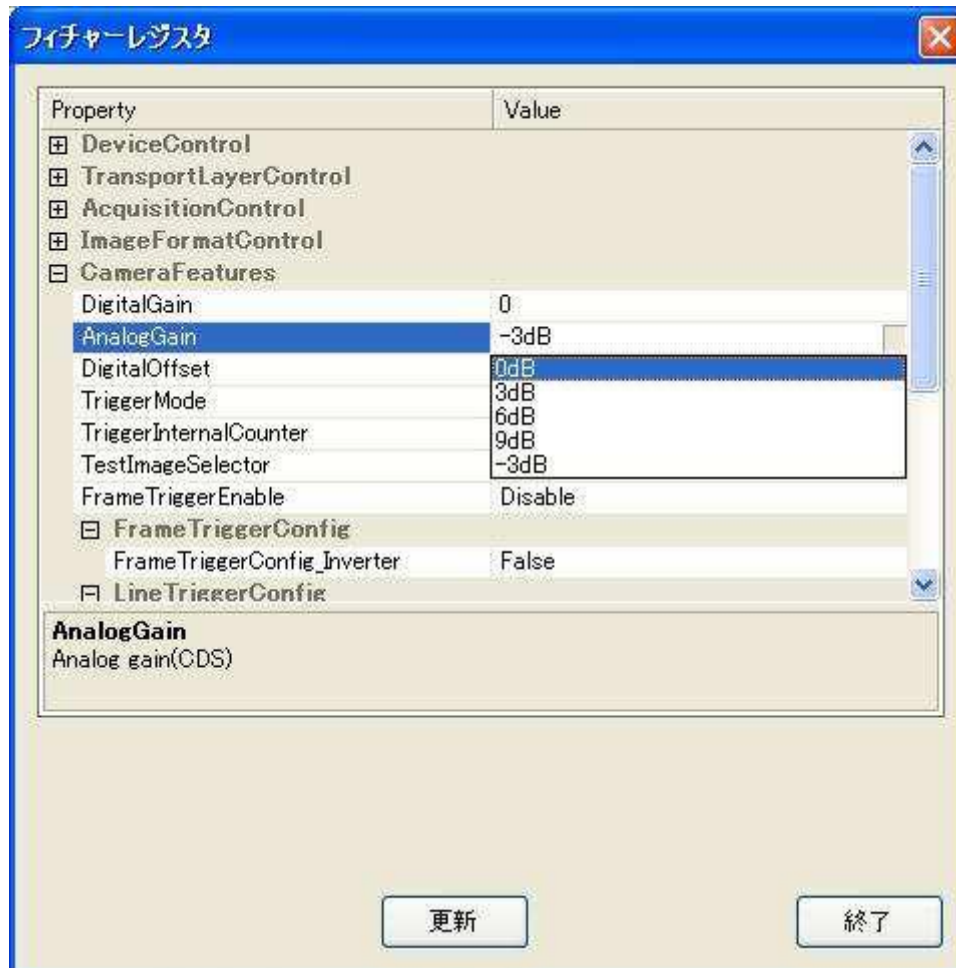 フィチャーレジスタ
Property Value
DeviceControl
TransportLayerControl
AcquisitionControl
ImageFormatControl
CameraFeatures
DigitalGain 0
AnalogGain -3dB
DigitalOffset 0dB
TriggerMode 3dB
6dB
TriggerInternalCounter 9dB
TestImageSelector -3dB
FrameTriggerEnable Disable
FrameTriggerConfig
FrameTriggerConfig_Inverter False
LineTriggerConfig
AnalogGain
Analog gain(CDS)
更新 終了